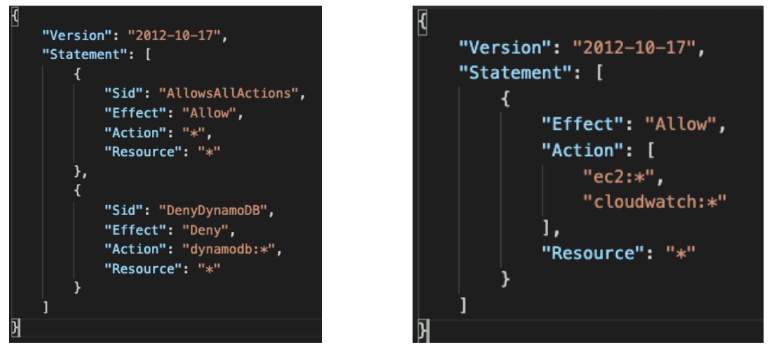 {
    "Version": "2012-10-17",
    "Statement": [
        {
            "Sid": "AllowsAllActions",
            "Effect": "Allow",
            "Action": "*",
            "Resource": "*"
        },
        {
            "Sid": "DenyDynamoDB",
            "Effect": "Deny",
            "Action": "dynamodb:*",
            "Resource": "*"
        }
    ]
}
{
    "Version": "2012-10-17",
    "Statement": [
        {
            "Effect": "Allow",
            "Action": [
                "ec2:*",
                "cloudwatch:*"
            ],
            "Resource": "*"
        }
    ]
}